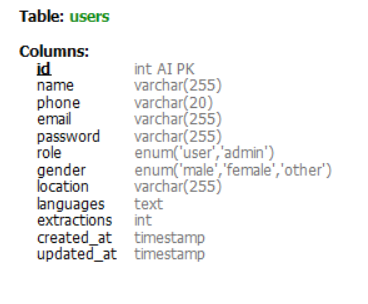 Table: users
Columns:
id int AI PK
name varchar(255)
phone varchar(20)
email varchar(255)
password varchar(255)
role enum('user','admin')
gender enum('male','female','other')
location varchar(255)
languages text
extractions int
created_at timestamp
updated_at timestamp